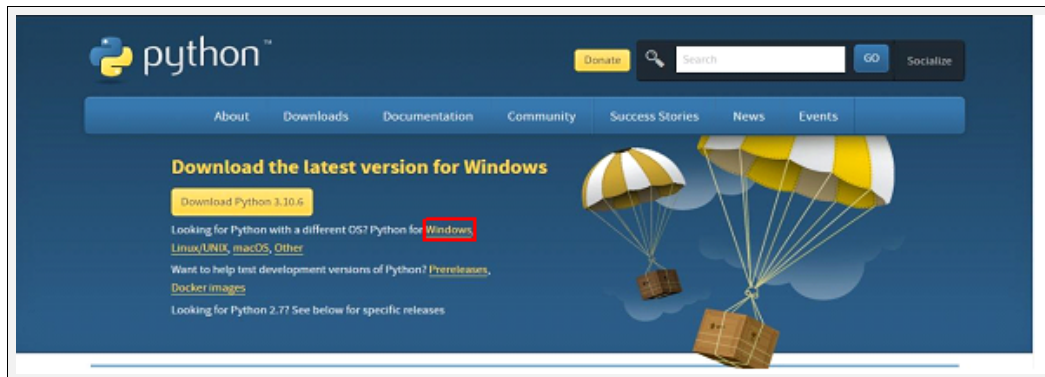 python™
Donate
Search
GO
Socialize
About Downloads Documentation Community Success Stories News Events
Download the latest version for Windows
Download Python 3.10.6
Looking for Python with a different OS? Python for Windows,
Linux/UNIX, macOS, Other
Want to help test development versions of Python? Prereleases,
Docker images
Looking for Python 2.7? See below for specific releases